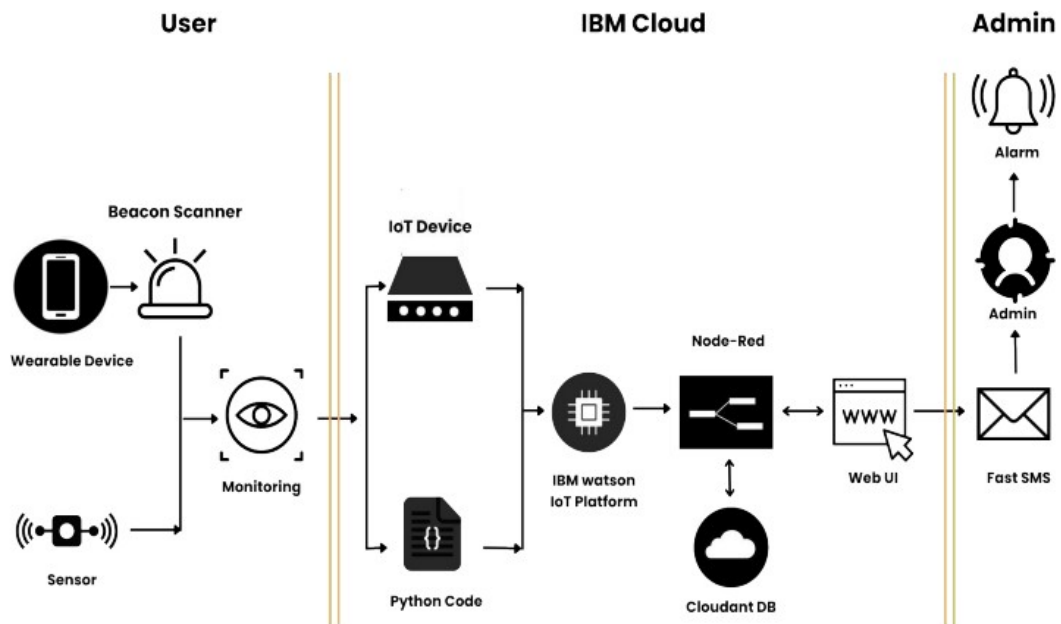 User
IBM Cloud
Admin
Alarm
Beacon Scanner
IoT Device
Admin
Wearable Device
Node-Red
{}
WWW
Monitoring
IBM watson
IoT Platform
Web UI
Fast SMS
Sensor
{}
Python Code
Cloudant DB